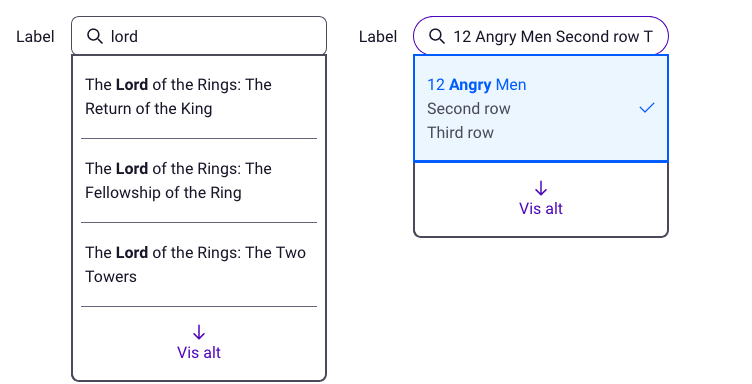 Label
lord
The Lord of the Rings: The
Return of the King
The Lord of the Rings: The
Fellowship of the Ring
The Lord of the Rings: The Two
Towers
Vis alt
Label
12 Angry Men Second row T
12 Angry Men
Second row
Third row
Vis alt